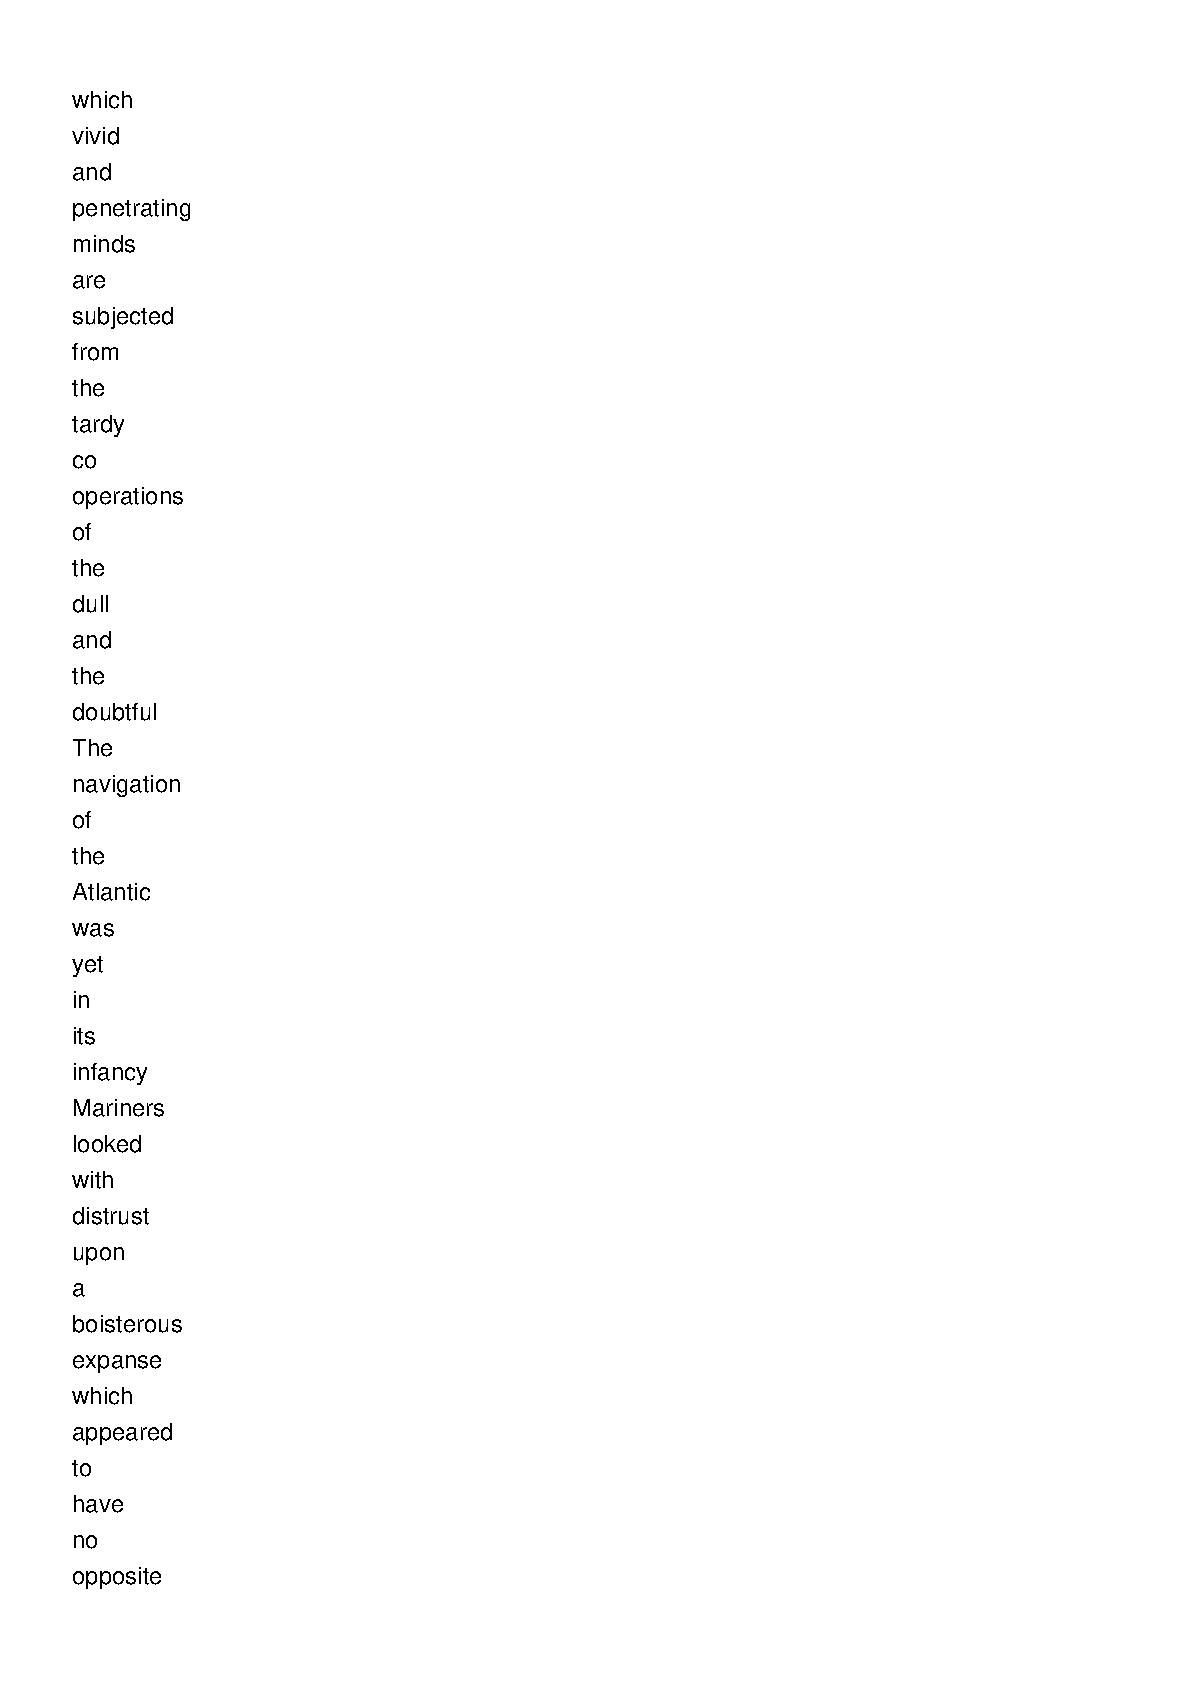 which
vivid
and
penetrating
minds
are
subjected
from
the
tardy
co
operations
of
the
dull
and
the
doubtful
The
navigation
of
the
Atlantic
was
yet
in
its
infancy
Mariners
looked
with
distrust
upon
a
boisterous
expanse
which
appeared
to
have
no
opposite